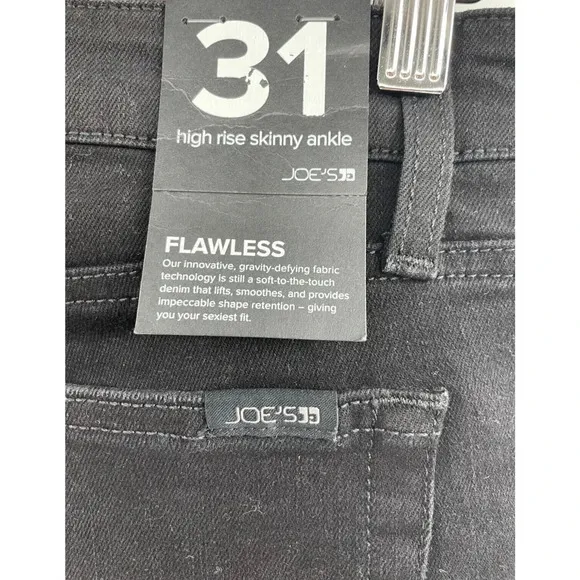 31
high rise skinny ankle
JOE'S
FLAWLESS
Our innovative, gravity-defying fabric
technology is still a soft-to-the-touch
denim that lifts, smoothes, and provides
impeccable shape retention – giving
you your sexiest fit.
JOE'S